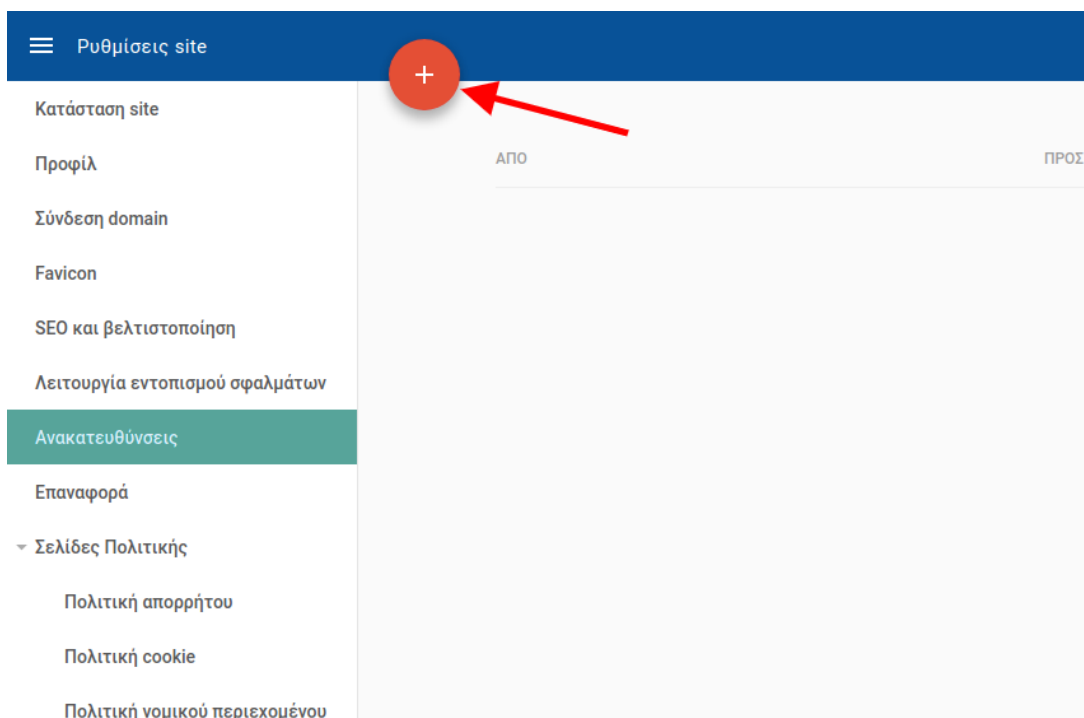 Ρυθμίσεις site
+
Κατάσταση site
ΑΠΟ
ΠΡΟΣ
Προφίλ
Σύνδεση domain
Favicon
SEO και βελτιστοποίηση
Λειτουργία εντοπισμού σφαλμάτων
Ανακατευθύνσεις
Επαναφορά
Σελίδες Πολιτικής
Πολιτική απορρήτου
Πολιτική cookie
Πολιτική νομικού περιεχομένου